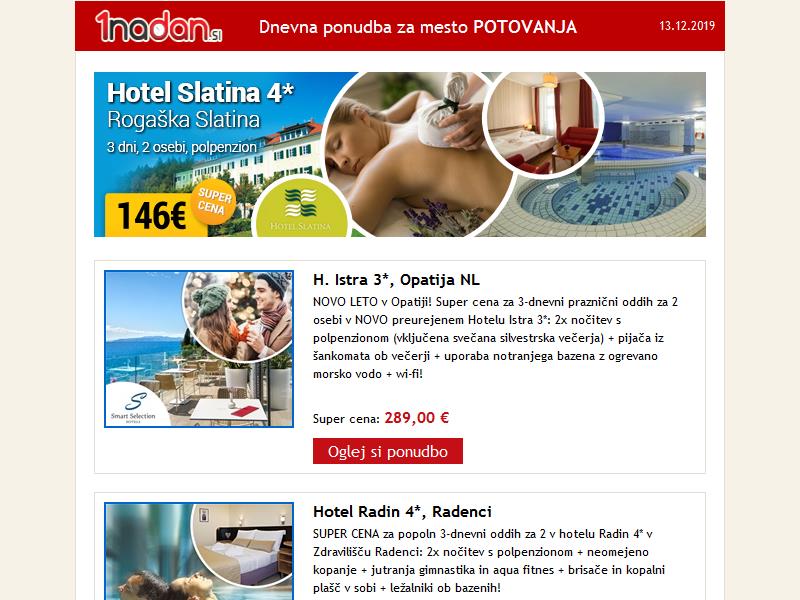 1nadan.si
Dnevna ponudba za mesto POTOVANJA
13.12.2019
Hotel Slatina 4*
Rogaška Slatina
3 dni, 2 osebi, polpenzion
146€
SUPER
CENA
HOTEL SLATINA
H. Istra 3*, Opatija NL
NOVO LETO v Opatiji! Super cena za 3-dnevni praznični oddih za 2
osebi v NOVO preurejenem Hotelu Istra 3*: 2x nočitev s
polpenzionom (vključena svečana silvestrska večerja) + pijača iz
šankomata ob večerji + uporaba notranjega bazena z ogrevano
morsko vodo + wi-fi!
Smart Selection
HOTELS
Super cena: 289,00 €
Oglej si ponudbo
Hotel Radin 4*, Radenci
SUPER CENA za popoln 3-dnevni oddih za 2 v hotelu Radin 4* v
Zdravilišču Radenci: 2x nočitev s polpenzionom + neomejeno
kopanje + jutranja gimnastika in aqua fitnes + brisače in kopalni
plašč v sobi + ležalniki ob bazenih!